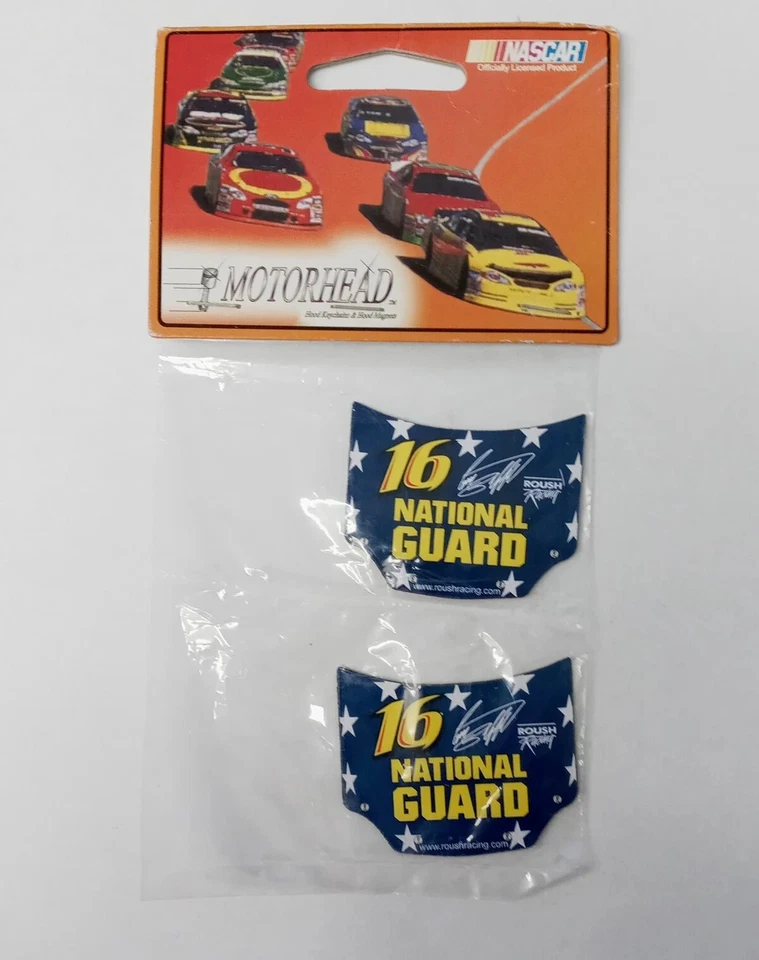 NASCAR
Officially Licensed Product
MOTORHEAD™
Hood Keychains & Hood Magnets
16
ROUSH
Racing
NATIONAL
GUARD
www.roushracing.com
16
ROUSH
Racing
NATIONAL
GUARD
www.roushracing.com